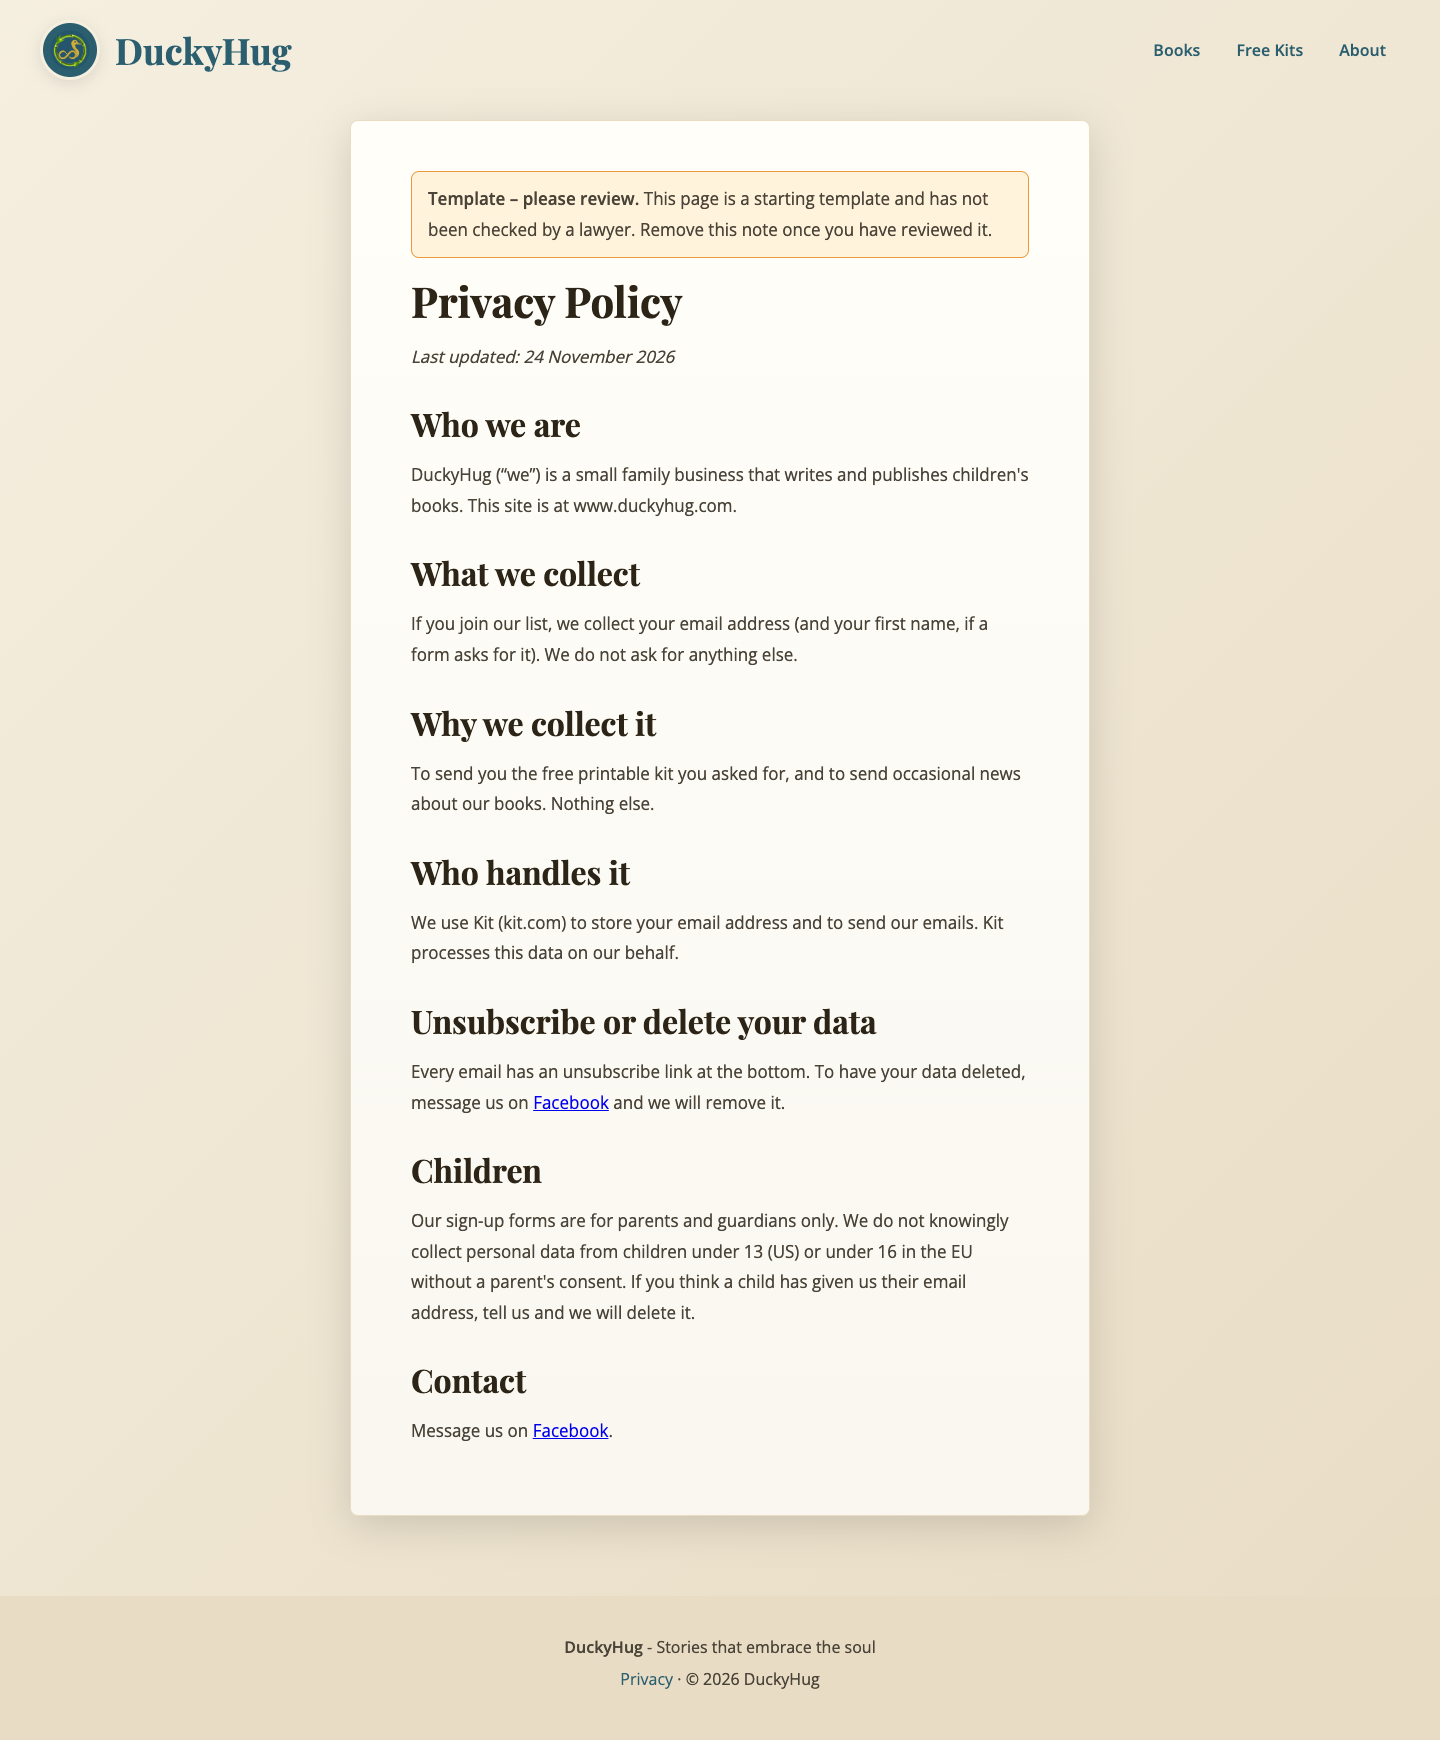 DuckyHug
Books
Free Kits
About
Template – please review. This page is a starting template and has not
been checked by a lawyer. Remove this note once you have reviewed it.
Privacy Policy
Last updated: 24 November 2026
Who we are
DuckyHug (“we”) is a small family business that writes and publishes children's
books. This site is at www.duckyhug.com.
What we collect
If you join our list, we collect your email address (and your first name, if a
form asks for it). We do not ask for anything else.
Why we collect it
To send you the free printable kit you asked for, and to send occasional news
about our books. Nothing else.
Who handles it
We use Kit (kit.com) to store your email address and to send our emails. Kit
processes this data on our behalf.
Unsubscribe or delete your data
Every email has an unsubscribe link at the bottom. To have your data deleted,
message us on Facebook and we will remove it.
Children
Our sign-up forms are for parents and guardians only. We do not knowingly
collect personal data from children under 13 (US) or under 16 in the EU
without a parent's consent. If you think a child has given us their email
address, tell us and we will delete it.
Contact
Message us on Facebook.
DuckyHug - Stories that embrace the soul
Privacy · © 2026 DuckyHug